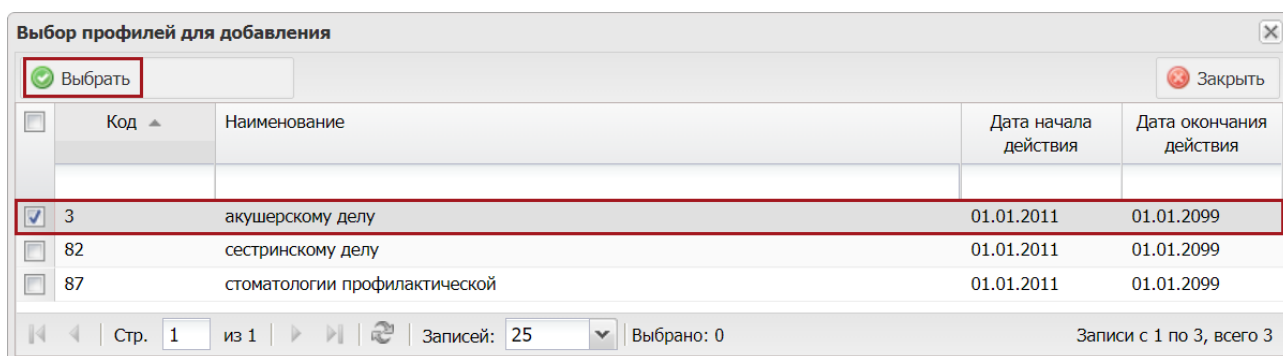 Выбор профилей для добавления
Выбрать Закрыть
Код Наименование Дата начала действия Дата окончания действия
3 акушерскому делу 01.01.2011 01.01.2099
82 сестринскому делу 01.01.2011 01.01.2099
87 стоматологии профилактической 01.01.2011 01.01.2099
Стр. 1 из 1 Записей: 25 Выбрано: 0 Записи с 1 по 3, всего 3